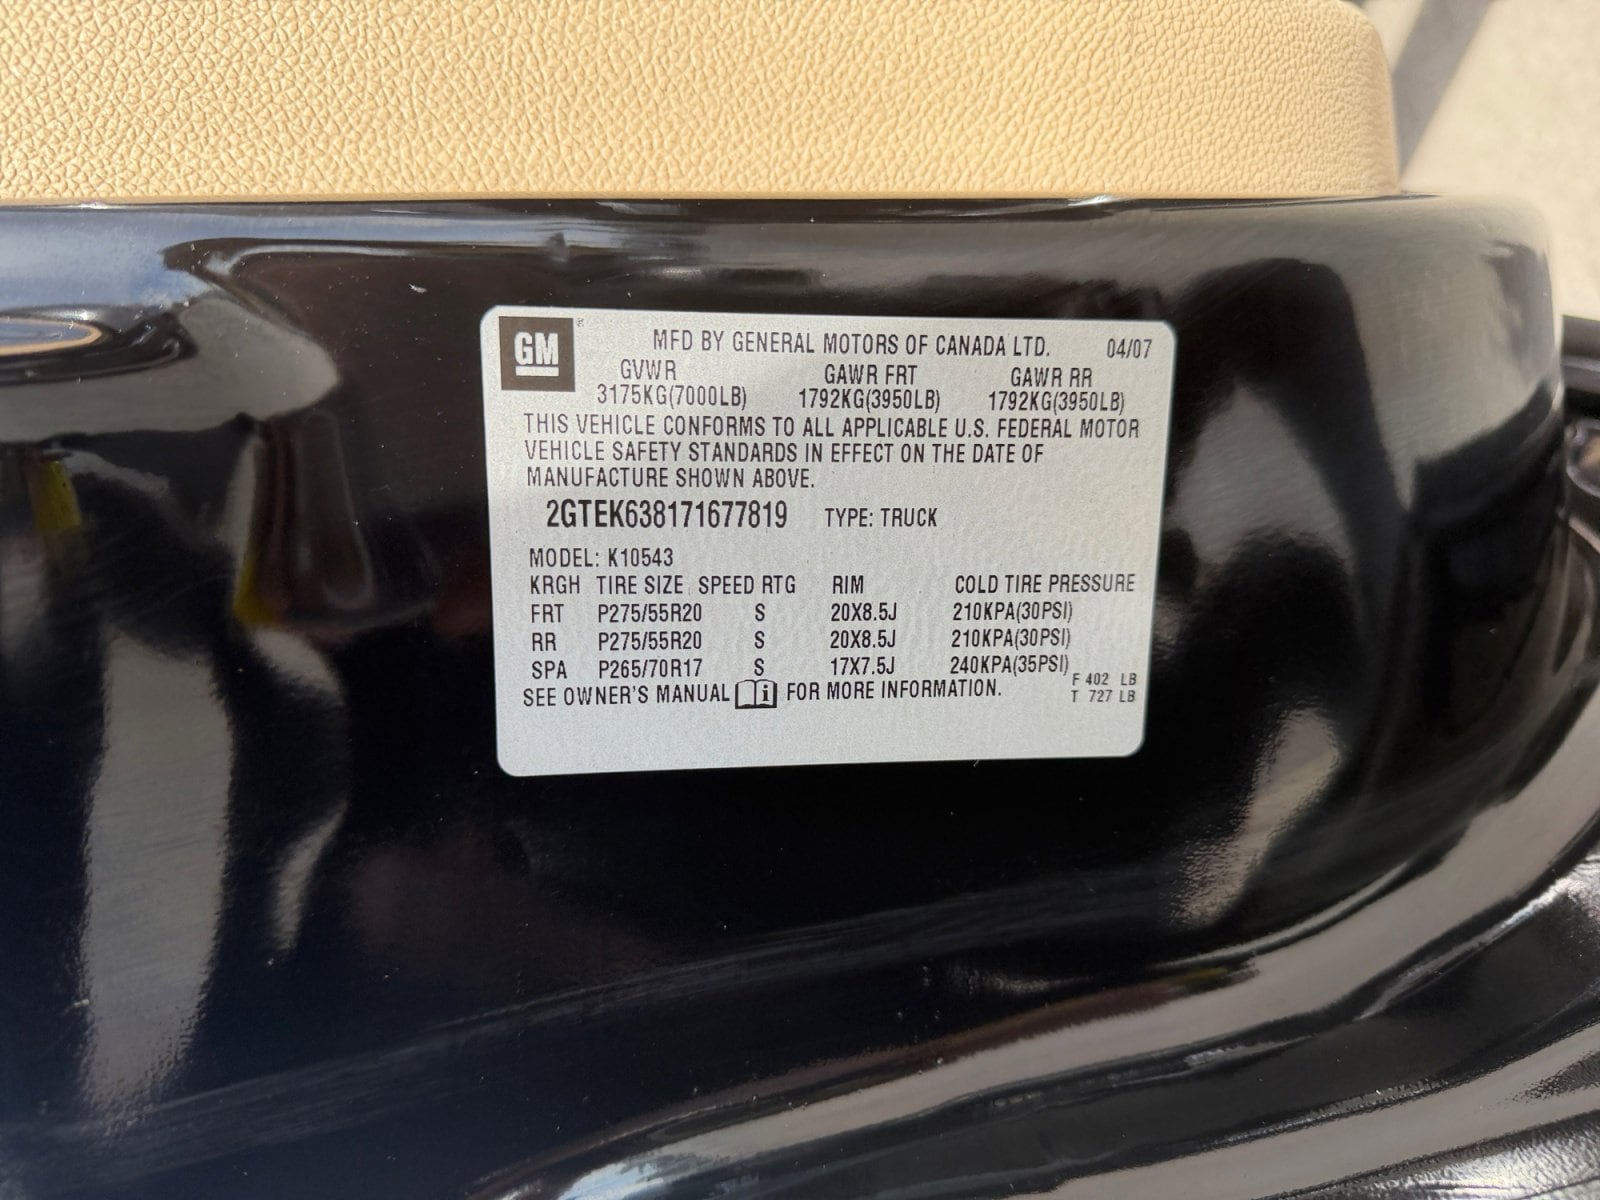 GM® MFD BY GENERAL MOTORS OF CANADA LTD. 04/07
GVWR GAWR FRT GAWR RR
3175KG(7000LB) 1792KG(3950LB) 1792KG(3950LB)
THIS VEHICLE CONFORMS TO ALL APPLICABLE U.S. FEDERAL MOTOR
VEHICLE SAFETY STANDARDS IN EFFECT ON THE DATE OF
MANUFACTURE SHOWN ABOVE.
2GTEK638171677819 TYPE: TRUCK
MODEL: K10543
KRGH TIRE SIZE SPEED RTG RIM COLD TIRE PRESSURE
FRT P275/55R20 S 20X8.5J 210KPA(30PSI)
RR P275/55R20 S 20X8.5J 210KPA(30PSI)
SPA P265/70R17 S 17X7.5J 240KPA(35PSI)
F 402 LB
SEE OWNER'S MANUAL i FOR MORE INFORMATION.
T 727 LB